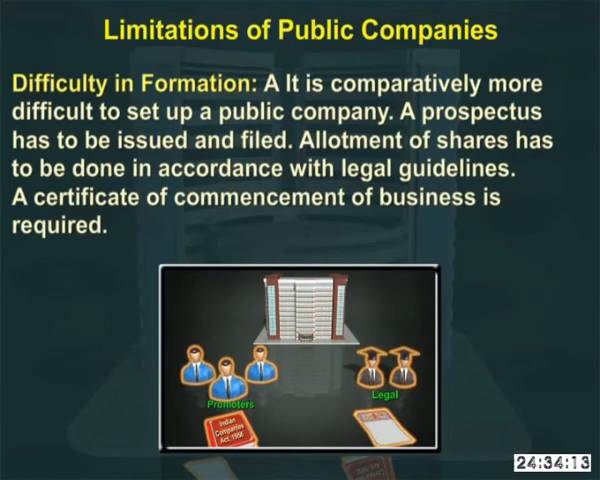 Limitations of Public Companies
Difficulty in Formation: A It is comparatively more
difficult to set up a public company. A prospectus
has to be issued and filed. Allotment of shares has
to be done in accordance with legal guidelines.
A certificate of commencement of business is
required.
Promoters
Legal
Indian
Companies
Act, 1956
24:34:13